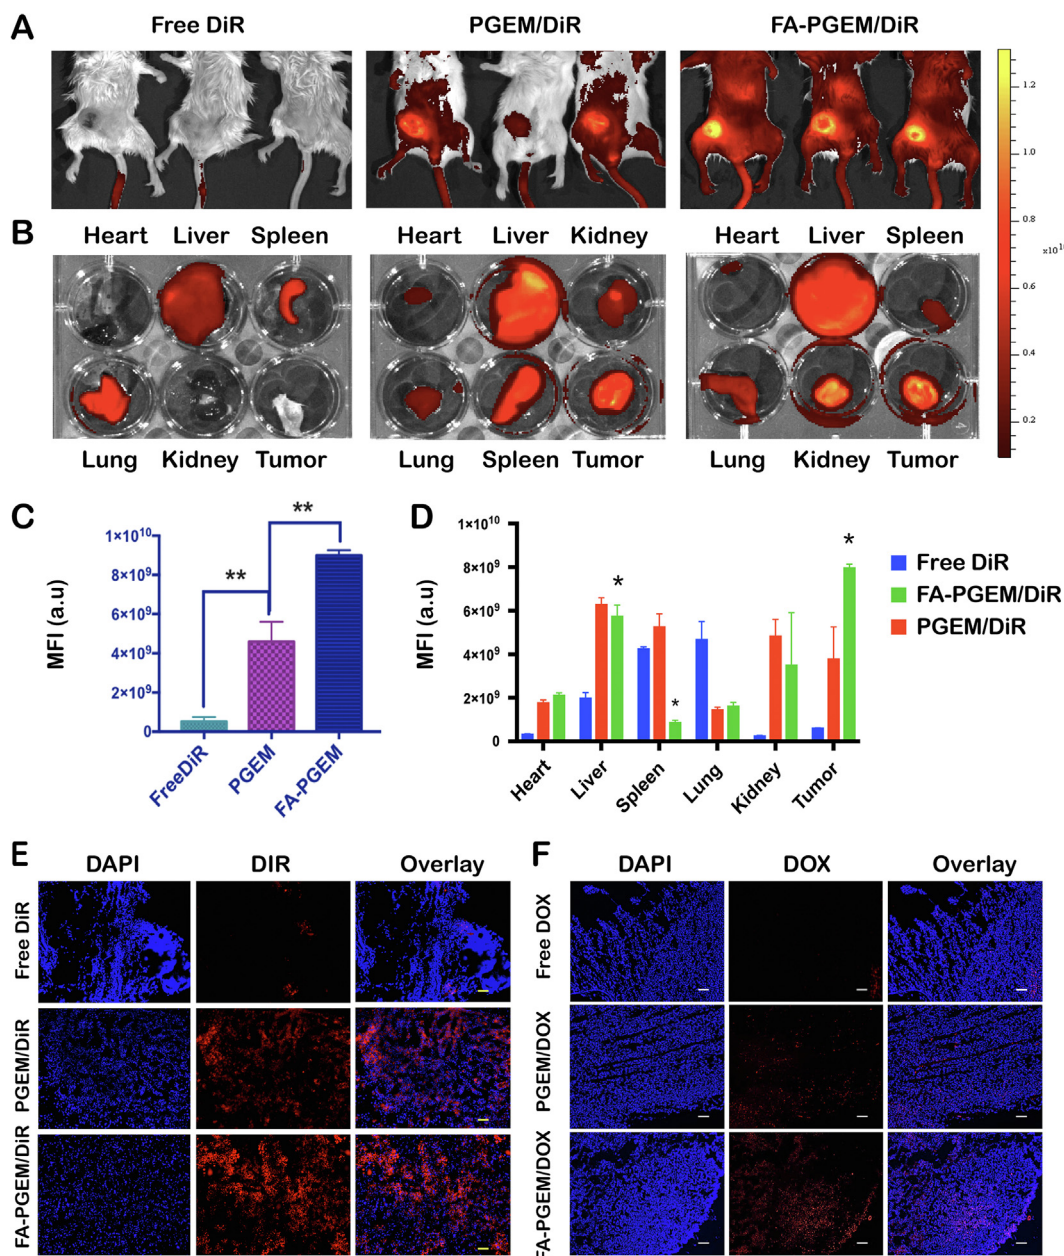 A
Free DiR PGEM/DiR FA-PGEM/DiR
1.2
1.0
0.8
0.6
0.4
0.2
B
Heart Liver Spleen Heart Liver Kidney Heart Liver Spleen
Lung Kidney Tumor Lung Spleen Tumor Lung Kidney Tumor
C
MFI (a.u)
1×10¹⁰
8×10⁹
6×10⁹
4×10⁹
2×10⁹
0
**
**
FreeDiR
PGEM
FA-PGEM
D
MFI (a.u)
1×10¹⁰
8×10⁹
6×10⁹
4×10⁹
2×10⁹
0
*
*
*
Heart
Liver
Spleen
Lung
Kidney
Tumor
Free DiR
FA-PGEM/DiR
PGEM/DiR
E
DAPI DIR Overlay
Free DiR
PGEM/DiR
FA-PGEM/DiR
F
DAPI DOX Overlay
Free DOX
PGEM/DOX
FA-PGEM/DOX